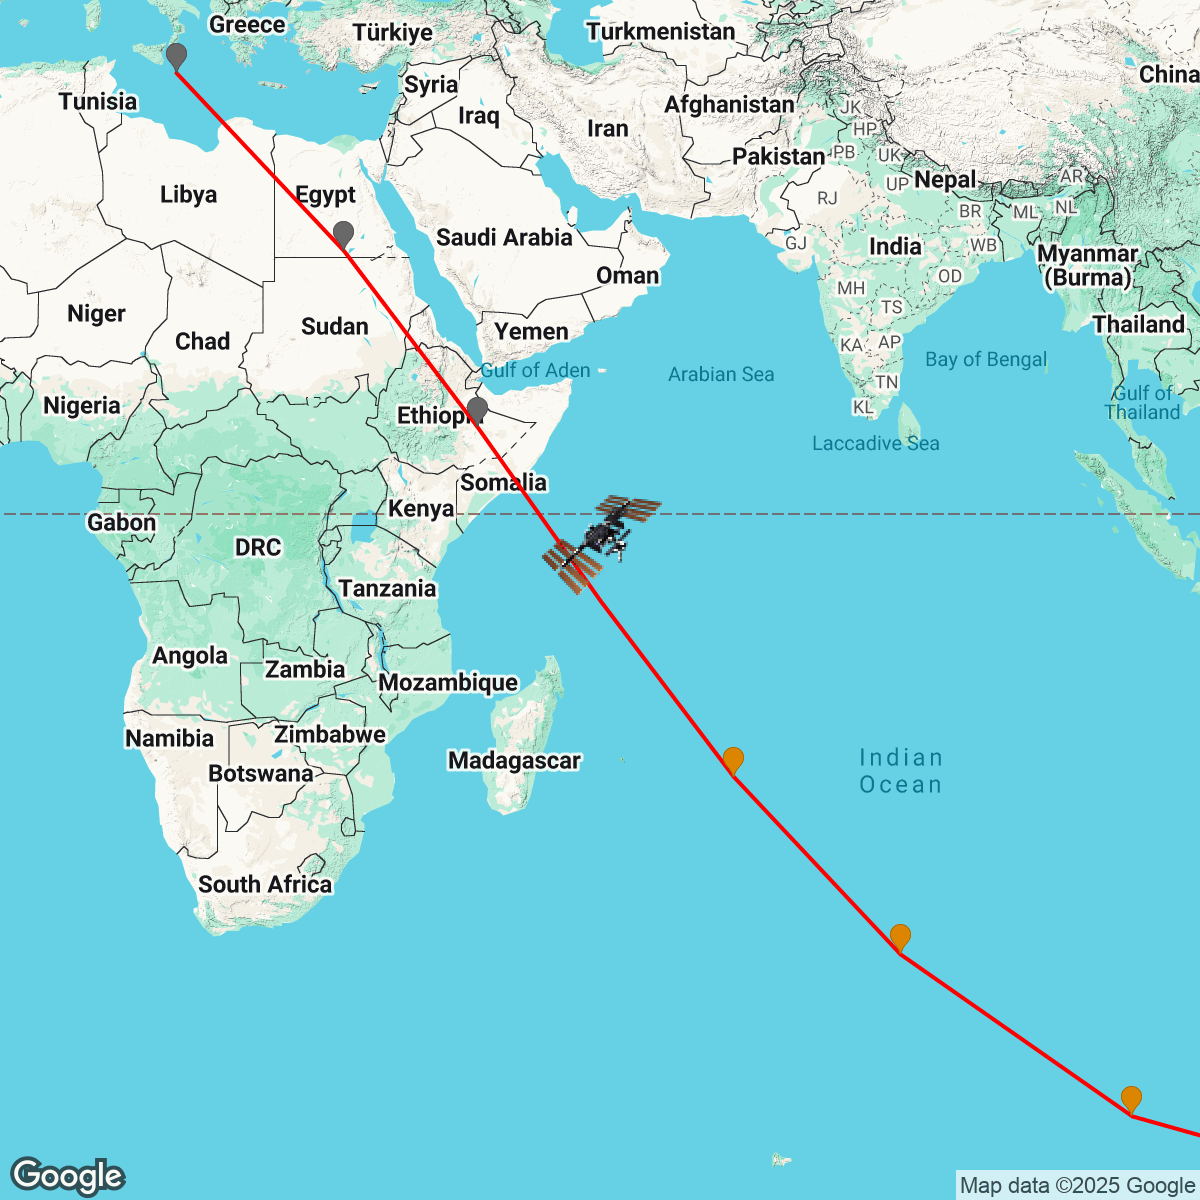 Greece
Türkiye
Turkmenistan
China
Syria
Tunisia
Afghanistan
JK
Iraq
Iran
HP
Pakistan
PB
UK
Nepal
AR
UP
Libya
Egypt
RJ
NL
BR
ML
Saudi Arabia
GJ
India
WB
Myanmar
(Burma)
Oman
OD
MH
Niger
TS
Sudan
Yemen
Thailand
Chad
KA
AP
Bay of Bengal
Gulf of Aden
Arabian Sea
TN
Gulf of
Thailand
Nigeria
KL
Ethiopi
Laccadive Sea
Somalia
Kenya
Gabon
DRC
Tanzania
Angola
Zambia
Mozambique
Namibia
Zimbabwe
Madagascar
Indian
Ocean
Botswana
South Africa
Google
Map data ©2025 Google